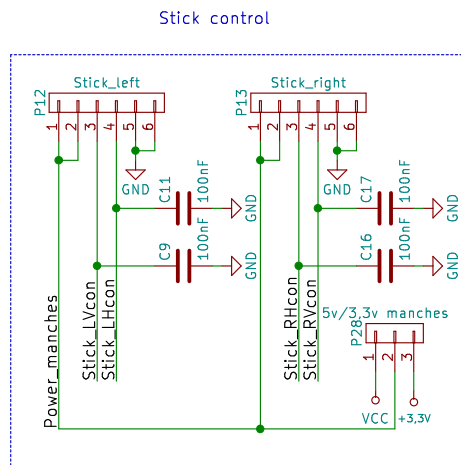 Stick control
Stick_left
Stick_right
P12
P13
1 2 3 4 5 6
1 2 3 4 5 6
GND
GND
C11
100nF
GND
C17
100nF
GND
C9
100nF
GND
C16
100nF
GND
Power_manches
Stick_LVcon
Stick_LHcon
Stick_RHcon
Stick_RVcon
5v/3,3v manches
P28
1 2 3
VCC
+3,3V